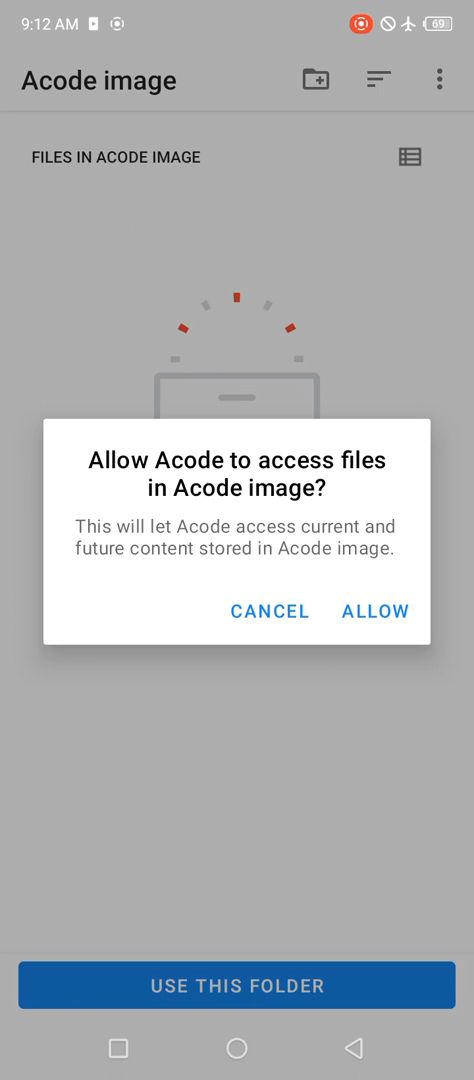 9:12 AM
69
Acode image
FILES IN ACODE IMAGE
Allow Acode to access files
in Acode image?
This will let Acode access current and
future content stored in Acode image.
CANCEL ALLOW
USE THIS FOLDER